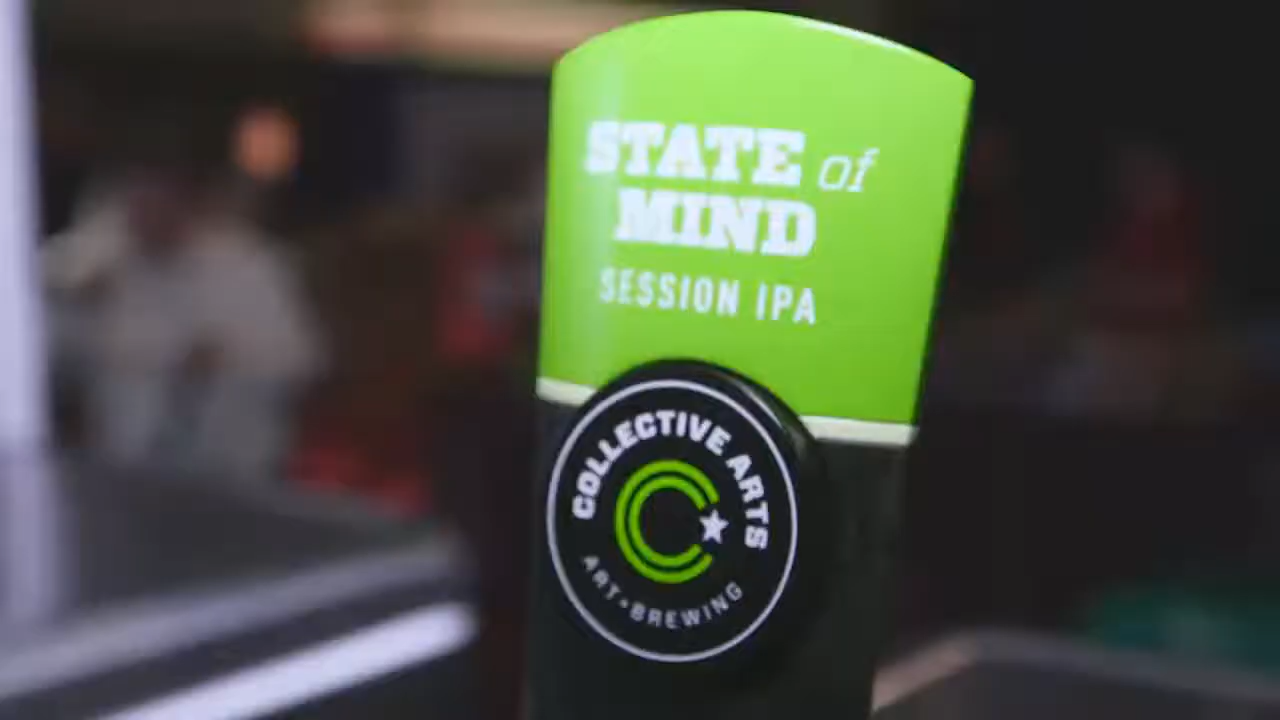 STATE of
MIND
SESSION IPA
COLLECTIVE ARTS
ART • BREWING